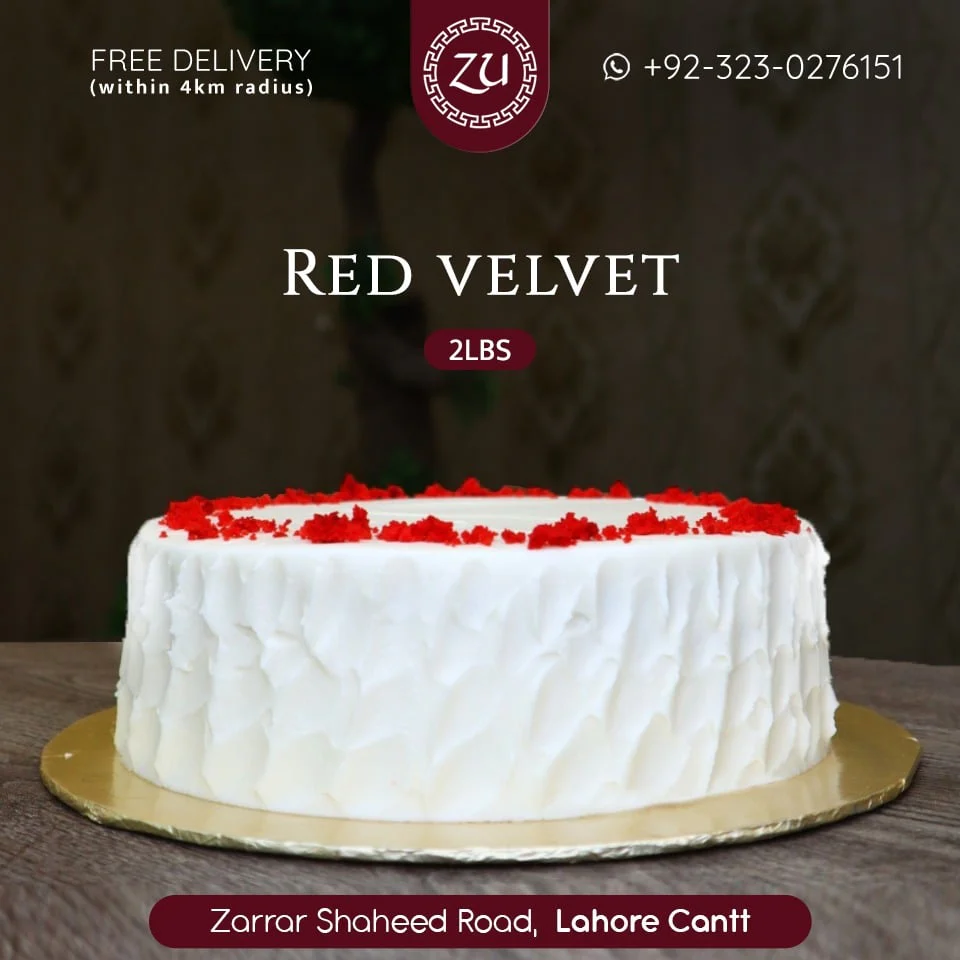 FREE DELIVERY
(within 4km radius)
ZU
+92-323-0276151
RED VELVET
2LBS
Zarrar Shaheed Road, Lahore Cantt